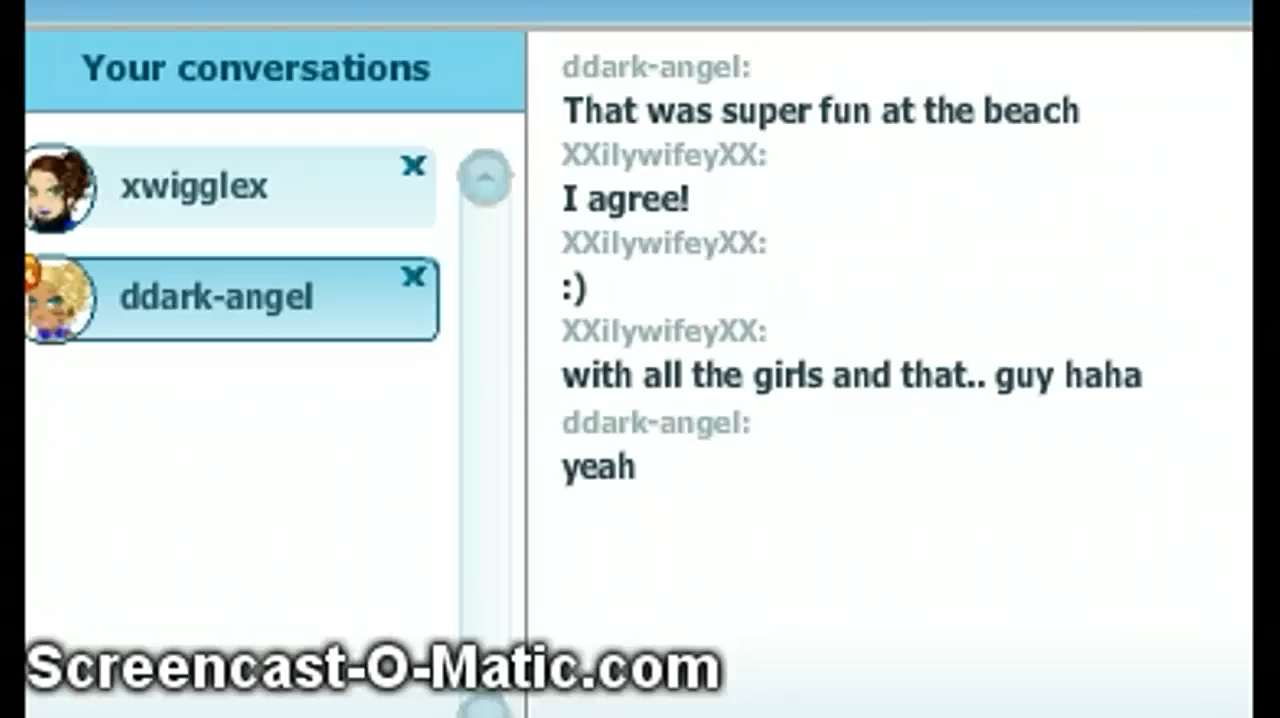 Your conversations
xwigglex
ddark-angel
ddark-angel:
That was super fun at the beach
XXilywifeyXX:
I agree!
XXilywifeyXX:
:)
XXilywifeyXX:
with all the girls and that.. guy haha
ddark-angel:
yeah
Screencast-O-Matic.com